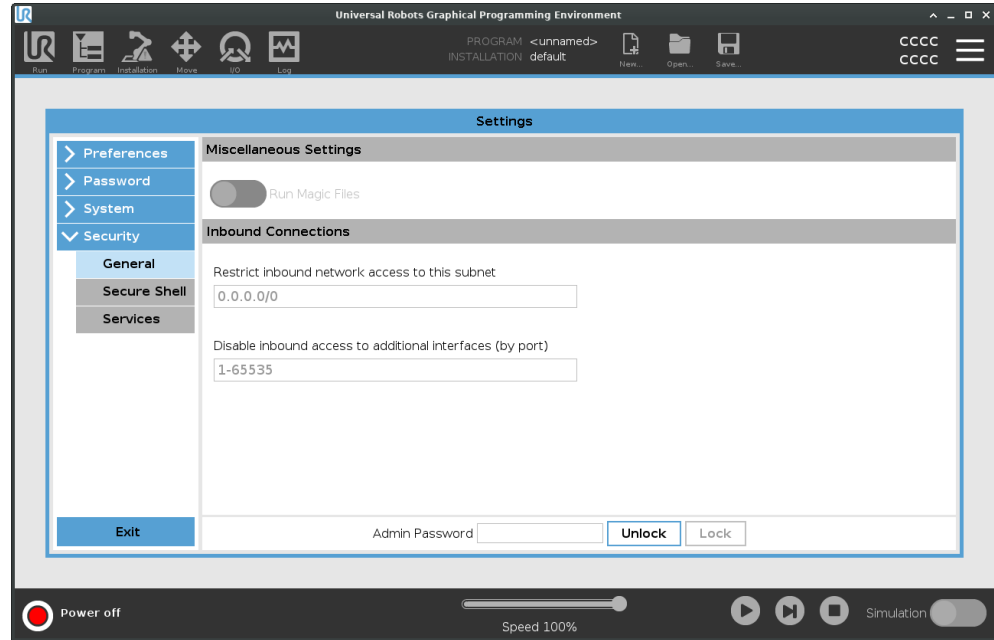 UR
Universal Robots Graphical Programming Environment
UR
Run
Program
Installation
Move
I/O
Log
PROGRAM <unnamed>
INSTALLATION default
New...
Open...
Save...
CCCC
CCCC
Settings
Preferences
Password
System
Security
General
Secure Shell
Services
Exit
Miscellaneous Settings
Run Magic Files
Inbound Connections
Restrict inbound network access to this subnet
0.0.0.0/0
Disable inbound access to additional interfaces (by port)
1-65535
Admin Password
Unlock
Lock
Power off
Speed 100%
Simulation